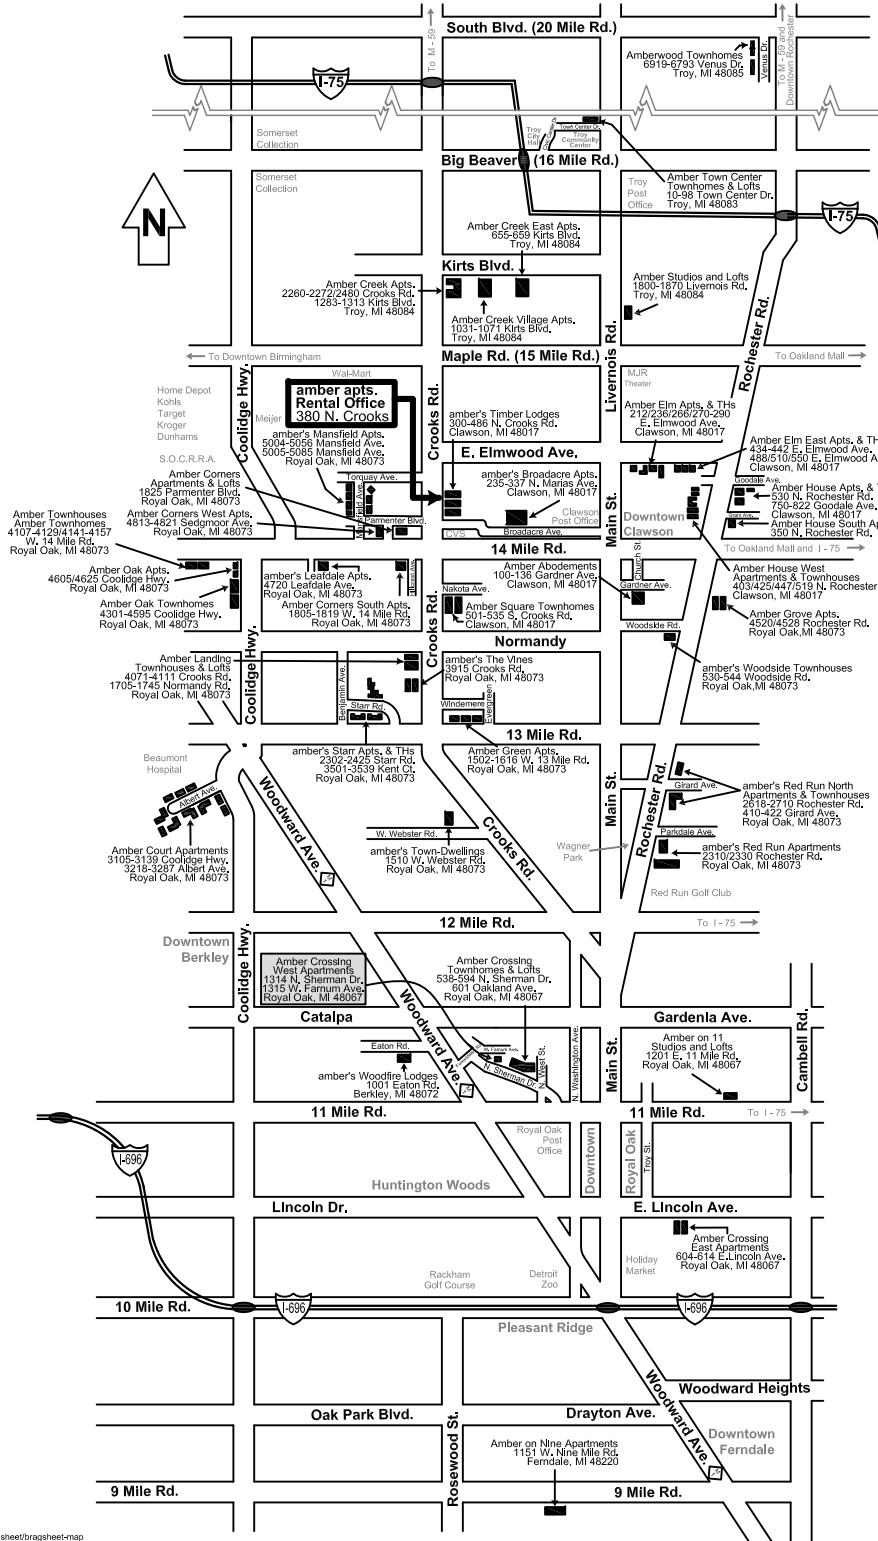 South Blvd. (20 Mile Rd.)
To M - 59
To M - 59 and
Downtown Rochester
Amberwood Townhomes
6919-6793 Venus Dr.
Troy, MI 48085
Venus Dr.
I-75
Somerset
Collection
Troy
City
Hall
Civic Center Dr.
Town Center Dr.
Troy
Community
Center
Big Beaver (16 Mile Rd.)
Somerset
Collection
Troy
Post
Office
Amber Town Center
Townhomes & Lofts
10-98 Town Center Dr.
Troy, MI 48083
N
I-75
Amber Creek East Apts.
655-659 Kirts Blvd.
Troy, MI 48084
Kirts Blvd.
Amber Creek Apts.
2260-2272/2480 Crooks Rd.
1283-1313 Kirts Blvd.
Troy, MI 48084
Amber Creek Village Apts.
1031-1071 Kirts Blvd.
Troy, MI 48084
Amber Studios and Lofts
1800-1870 Livernois Rd.
Troy, MI 48084
Livernois Rd.
Rochester Rd.
To Downtown Birmingham
Maple Rd. (15 Mile Rd.)
To Oakland Mall
Coolidge Hwy.
Wal-Mart
MJR
Theater
Home Depot
Kohls
Target
Kroger
Dunhams
Meijer
S.O.C.R.R.A.
amber apts.
Rental Office
380 N. Crooks
Crooks Rd.
amber's Timber Lodges
300-486 N. Crooks Rd.
Clawson, MI 48017
Amber Elm Apts. & THs
212/236/266/270-290
E. Elmwood Ave.
Clawson, MI 48017
amber's Mansfield Apts.
5004-5056 Mansfield Ave.
5005-5085 Mansfield Ave.
Royal Oak, MI 48073
E. Elmwood Ave.
Amber Elm East Apts. & TH
434-442 E. Elmwood Ave.
488/510/550 E. Elmwood A
Clawson, MI 48017
Amber Corners
Apartments & Lofts
1825 Parmenter Blvd.
Royal Oak, MI 48073
Torquay Ave.
Mansfield Ave.
Parmenter Blvd.
amber's Broadacre Apts.
235-337 N. Marias Ave.
Clawson, MI 48017
Goodale Ave.
Amber House Apts. & T
530 N. Rochester Rd.
750-822 Goodale Ave.
Clawson, MI 48017
Grant Ave.
Amber House South Ap
350 N. Rochester Rd.
Amber Townhouses
Amber Townhomes
4107-4129/4141-4157
W. 14 Mile Rd.
Royal Oak, MI 48073
Amber Corners West Apts.
4813-4821 Sedgmoor Ave.
Royal Oak, MI 48073
Clawson
Post Office
CVS
Broadacre Ave.
Main St.
Downtown
Clawson
14 Mile Rd.
To Oakland Mall and I - 75
Church St.
Amber Oak Apts.
4605/4625 Coolidge Hwy.
Royal Oak, MI 48073
amber's Leafdale Apts.
4720 Leafdale Ave.
Royal Oak, MI 48073
Amber Abodements
100-136 Gardner Ave.
Clawson, MI 48017
Gardner Ave.
Amber House West
Apartments & Townhouses
403/425/447/519 N. Rochester
Clawson, MI 48017
Amber Oak Townhomes
4301-4595 Coolidge Hwy.
Royal Oak, MI 48073
Amber Corners South Apts.
1805-1819 W. 14 Mile Rd.
Royal Oak, MI 48073
Nakota Ave.
Amber Square Townhomes
501-535 S. Crooks Rd.
Clawson, MI 48017
Amber Grove Apts.
4520/4528 Rochester Rd.
Royal Oak,MI 48073
Woodside Rd.
Coolidge Hwy.
Crooks Rd.
Normandy
Amber Landing
Townhouses & Lofts
4071-4111 Crooks Rd.
1705-1745 Normandy Rd.
Royal Oak, MI 48073
amber's The Vines
3915 Crooks Rd.
Royal Oak, MI 48073
amber's Woodside Townhouses
530-544 Woodside Rd.
Royal Oak,MI 48073
Benjamin Ave.
Starr Rd.
Windemere
Evergreen
13 Mile Rd.
Beaumont
Hospital
amber's Starr Apts. & THs
2302-2425 Starr Rd.
3501-3539 Kent Ct.
Royal Oak, MI 48073
Amber Green Apts.
1502-1616 W. 13 Mile Rd.
Royal Oak, MI 48073
Main St.
Rochester Rd.
Girard Ave.
amber's Red Run North
Apartments & Townhouses
2618-2710 Rochester Rd.
410-422 Girard Ave.
Royal Oak, MI 48073
Albert Ave.
Woodward Ave.
Crooks Rd.
W. Webster Rd.
Parkdale Ave.
Amber Court Apartments
3105-3139 Coolidge Hwy.
3218-3287 Albert Ave.
Royal Oak, MI 48073
amber's Town-Dwellings
1510 W. Webster Rd.
Royal Oak, MI 48073
Wagner
Park
amber's Red Run Apartments
2310/2330 Rochester Rd.
Royal Oak, MI 48073
Red Run Golf Club
12 Mile Rd.
To I - 75
Downtown
Berkley
Coolidge Hwy.
Amber Crossing
West Apartments
1314 N. Sherman Dr.
1315 W. Farnum Ave.
Royal Oak, MI 48067
Amber Crossing
Townhomes & Lofts
538-594 N. Sherman Dr.
601 Oakland Ave.
Royal Oak, MI 48067
Woodward Ave.
Catalpa
Gardenia Ave.
Eaton Rd.
W. Farnum Ave.
N. Sherman Dr.
N. West St.
N. Washington Ave.
Main St.
Cambell Rd.
Amber on 11
Studios and Lofts
1201 E. 11 Mile Rd.
Royal Oak, MI 48067
amber's Woodfire Lodges
1001 Eaton Rd.
Berkley, MI 48072
11 Mile Rd.
11 Mile Rd.
To I - 75
Royal Oak
Post
Office
Downtown
Royal Oak
Troy St.
I-696
Huntington Woods
Lincoln Dr.
E. Lincoln Ave.
Amber Crossing
East Apartments
604-614 E.Lincoln Ave.
Royal Oak, MI 48067
Holiday
Market
Rackham
Golf Course
Detroit
Zoo
10 Mile Rd.
I-696
I-696
Pleasant Ridge
Woodward Ave.
Woodward Heights
Oak Park Blvd.
Drayton Ave.
Rosewood St.
Downtown
Ferndale
Amber on Nine Apartments
1151 W. Nine Mile Rd.
Ferndale, MI 48220
9 Mile Rd.
9 Mile Rd.
sheet/bragsheet-map